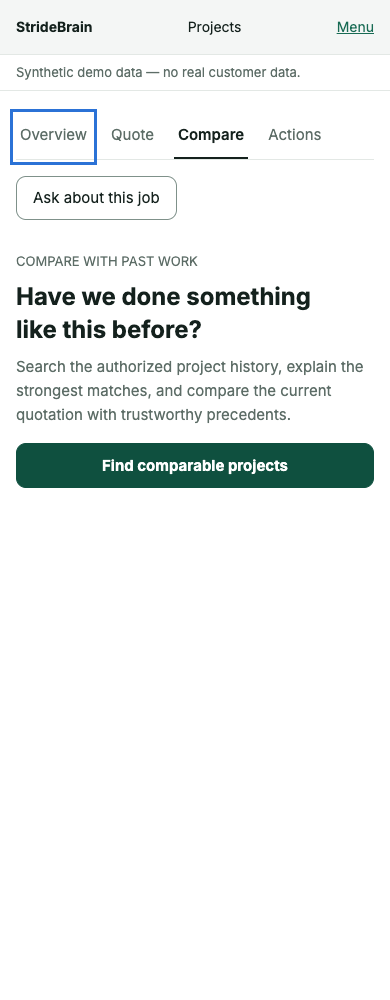 StrideBrain Projects Menu
Synthetic demo data — no real customer data.
Overview Quote Compare Actions
Ask about this job
COMPARE WITH PAST WORK
Have we done something
like this before?
Search the authorized project history, explain the
strongest matches, and compare the current
quotation with trustworthy precedents.
Find comparable projects